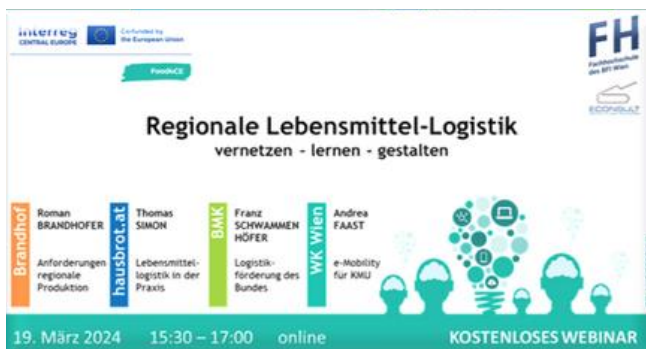 Interreg
CENTRAL EUROPE
Co-funded by
the European Union
FoodCE
FH
Fachhochschule
des BFI Wien
ECONSULT
Regionale Lebensmittel-Logistik
vernetzen - lernen - gestalten
Brandhof
Roman
BRANDHOFER
Anforderungen
regionale
Produktion
hausbrot.at
Thomas
SIMON
Lebensmittel-
logistik in der
Praxis
BMK
Franz
SCHWAMMEN
HÖFER
Logistik-
förderung des
Bundes
WK Wien
Andrea
FAAST
e-Mobility
für KMU
19. März 2024 15:30 – 17:00 online KOSTENLOSES WEBINAR